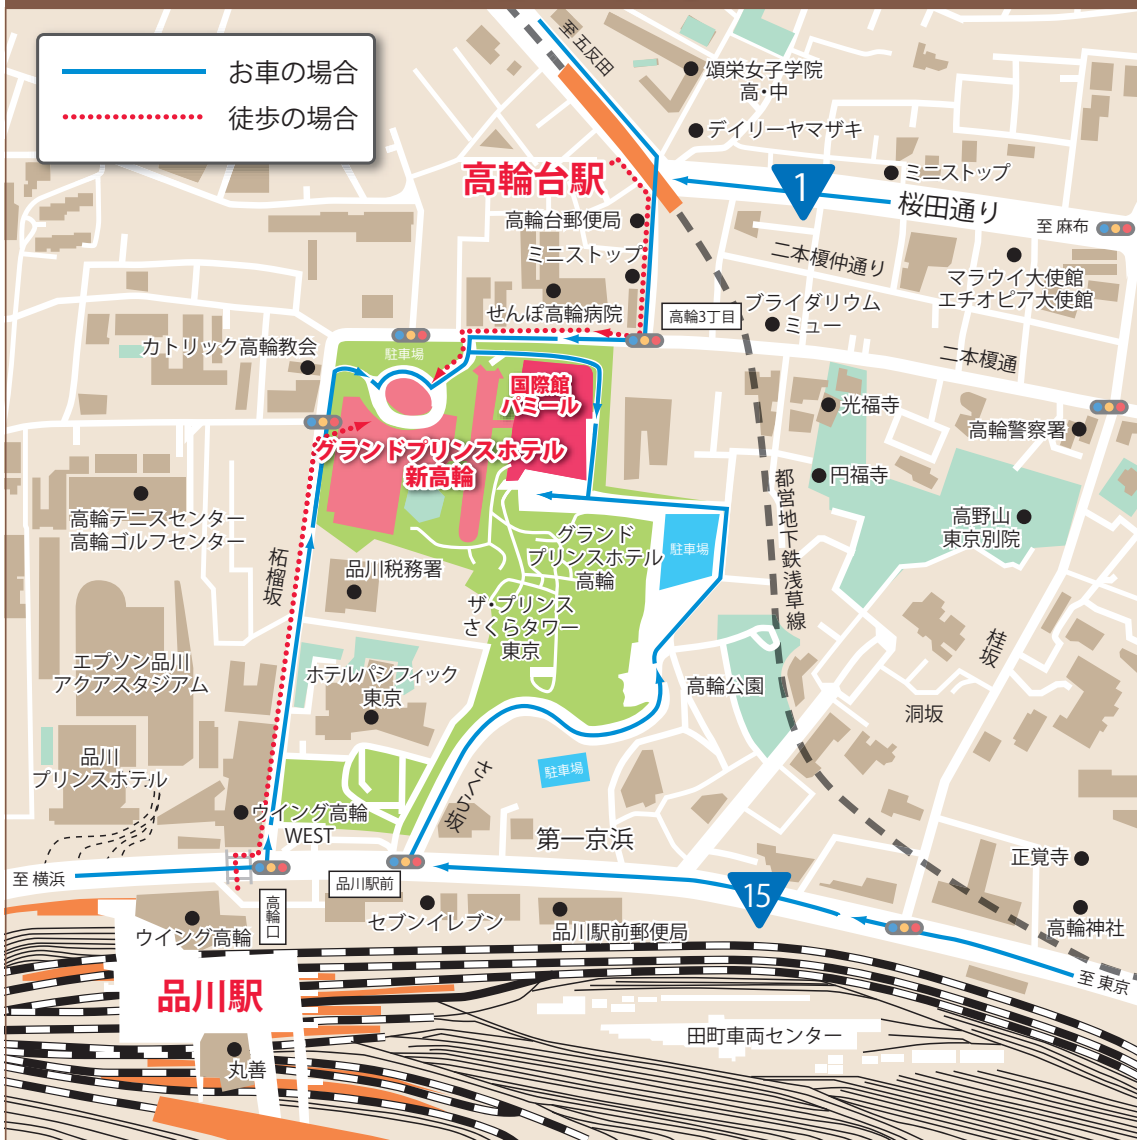 お車の場合
徒歩の場合
至五反田
頌栄女子学院
高・中
デイリーヤマザキ
高輪台駅
1
ミニストップ
桜田通り
至 麻布
高輪台郵便局
ミニストップ
二本榎仲通り
マラウイ大使館
エチオピア大使館
せんぽ高輪病院
高輪3丁目
ブライダリウム
ミュー
カトリック高輪教会
駐車場
二本榎通
国際館
パミール
光福寺
高輪警察署
グランドプリンスホテル
新高輪
円福寺
都営地下鉄浅草線
高輪テニスセンター
高輪ゴルフセンター
高野山
東京別院
グランド
プリンスホテル
高輪
駐車場
柘榴坂
品川税務署
ザ・プリンス
さくらタワー
東京
桂坂
エプソン品川
アクアスタジアム
ホテルパシフィック
東京
高輪公園
洞坂
品川
プリンスホテル
駐車場
さくら坂
ウイング高輪
WEST
第一京浜
正覚寺
至 横浜
品川駅前
15
高輪口
セブンイレブン
品川駅前郵便局
ウイング高輪
高輪神社
至 東京
品川駅
田町車両センター
丸善